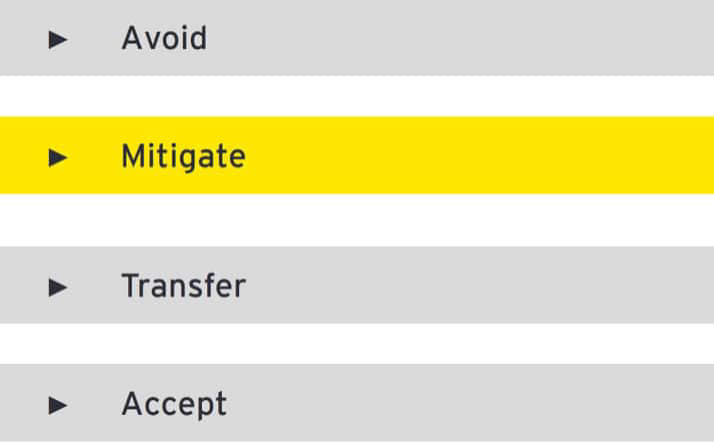 ► Avoid
► Mitigate
► Transfer
► Accept